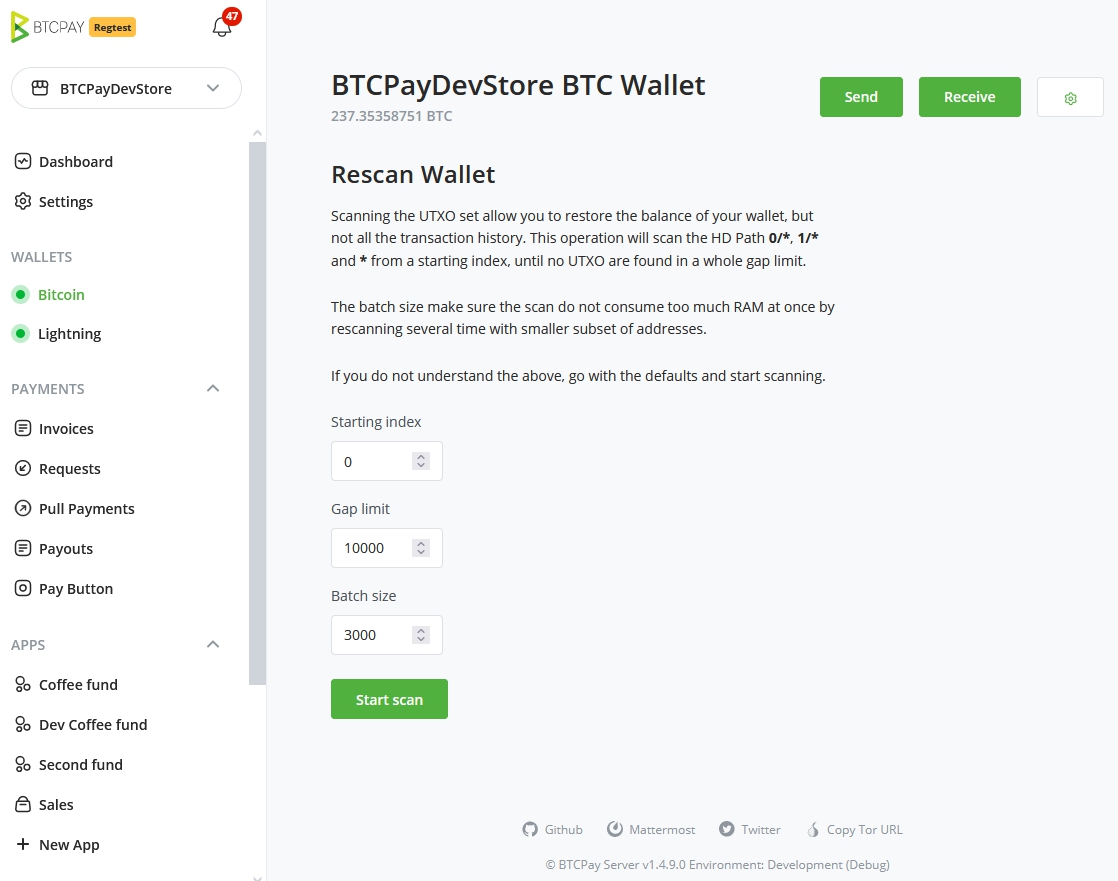 BTCPAY Regtest
47
BTCPayDevStore
Dashboard
Settings
WALLETS
Bitcoin
Lightning
PAYMENTS
Invoices
Requests
Pull Payments
Payouts
Pay Button
APPS
Coffee fund
Dev Coffee fund
Second fund
Sales
New App
BTCPayDevStore BTC Wallet
237.35358751 BTC
Send
Receive
Rescan Wallet
Scanning the UTXO set allow you to restore the balance of your wallet, but
not all the transaction history. This operation will scan the HD Path 0/*, 1/*
and * from a starting index, until no UTXO are found in a whole gap limit.
The batch size make sure the scan do not consume too much RAM at once by
rescanning several time with smaller subset of addresses.
If you do not understand the above, go with the defaults and start scanning.
Starting index
0
Gap limit
10000
Batch size
3000
Start scan
Github
Mattermost
Twitter
Copy Tor URL
© BTCPay Server v1.4.9.0 Environment: Development (Debug)